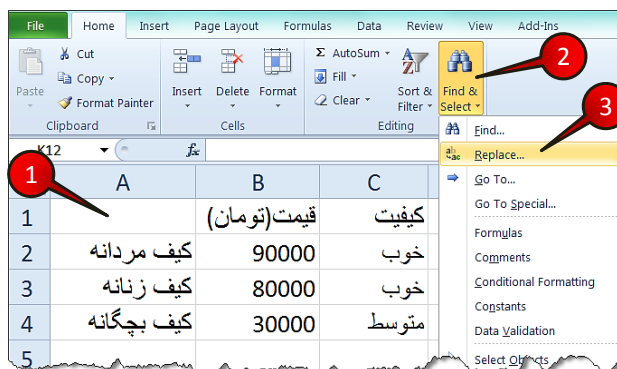 File Home Insert Page Layout Formulas Data Review View Add-Ins
Paste
Cut
Copy
Format Painter
Clipboard
Insert Delete Format
Cells
Σ AutoSum
Fill
Clear
Sort & Filter
Find & Select
Editing
2
3
1
Find...
Replace...
Go To...
Go To Special...
Formulas
Comments
Conditional Formatting
Constants
Data Validation
Select Objects
K12 fx
A B C
1 قیمت(تومان) کیفیت
2 کیف مردانه 90000 خوب
3 کیف زنانه 80000 خوب
4 کیف بچگانه 30000 متوسط
5